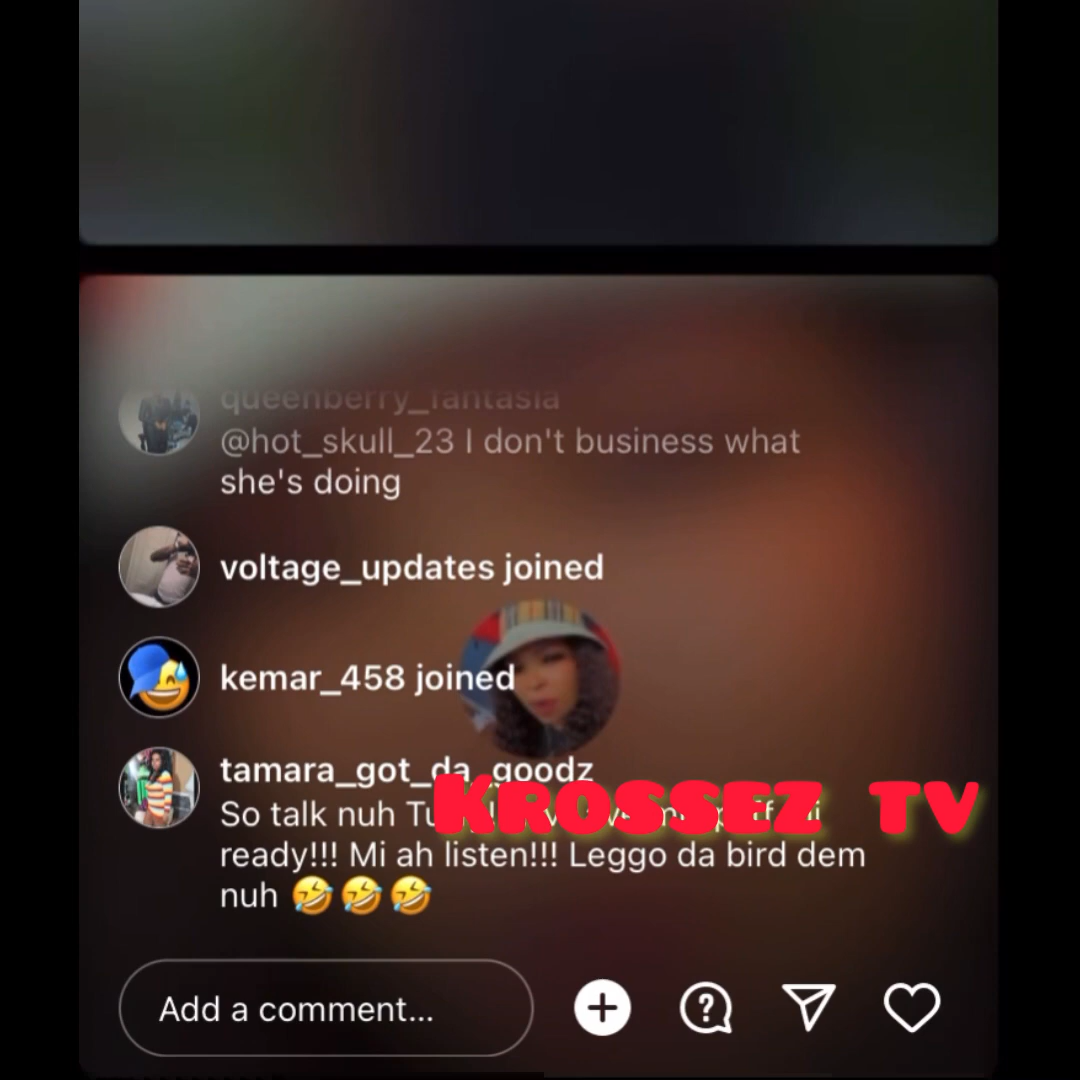 queenberry_fantasia
@hot_skull_23 I don't business what
she's doing
voltage_updates joined
kemar_458 joined
tamara_got_da_goodz
So talk nuh
KROSSEZ TV
ready!!! Mi ah listen!!! Leggo da bird dem
nuh 🤣🤣🤣
Add a comment...